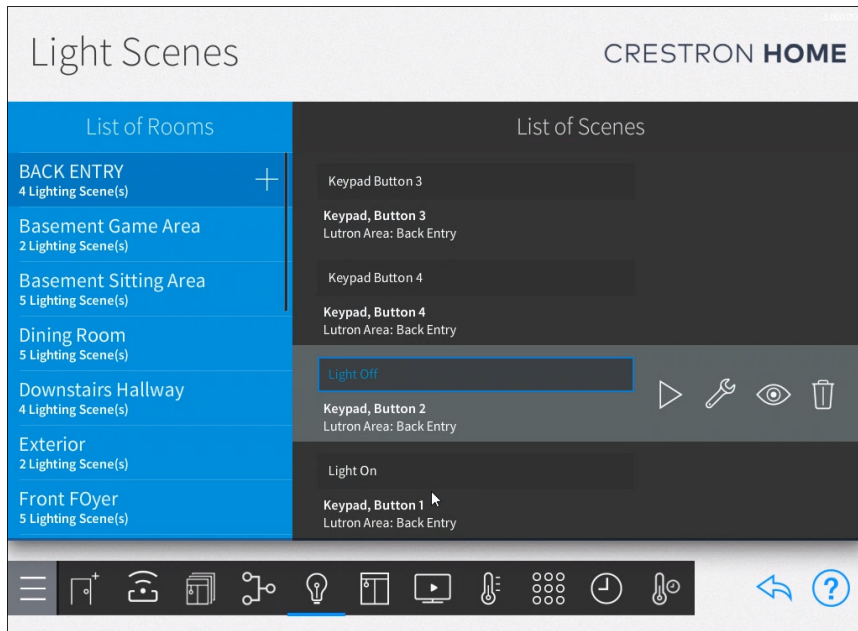 Light Scenes
CRESTRON HOME
List of Rooms
BACK ENTRY
4 Lighting Scene(s)
Basement Game Area
2 Lighting Scene(s)
Basement Sitting Area
5 Lighting Scene(s)
Dining Room
5 Lighting Scene(s)
Downstairs Hallway
4 Lighting Scene(s)
Exterior
2 Lighting Scene(s)
Front FOyer
5 Lighting Scene(s)
List of Scenes
Keypad Button 3
Keypad, Button 3
Lutron Area: Back Entry
Keypad Button 4
Keypad, Button 4
Lutron Area: Back Entry
Light Off
Keypad, Button 2
Lutron Area: Back Entry
Light On
Keypad, Button 1
Lutron Area: Back Entry
?